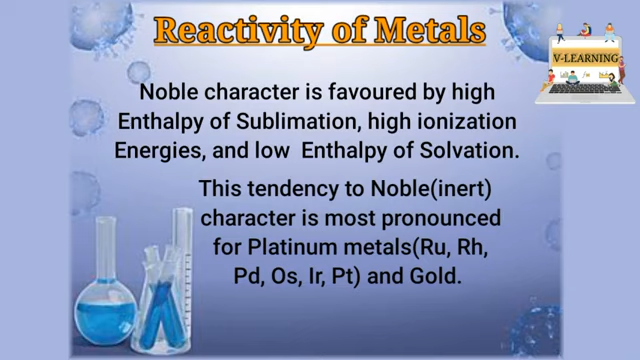 Reactivity of Metals
V-LEARNING
Noble character is favoured by high
Enthalpy of Sublimation, high ionization
Energies, and low Enthalpy of Solvation.
This tendency to Noble(inert)
character is most pronounced
for Platinum metals(Ru, Rh,
Pd, Os, Ir, Pt) and Gold.